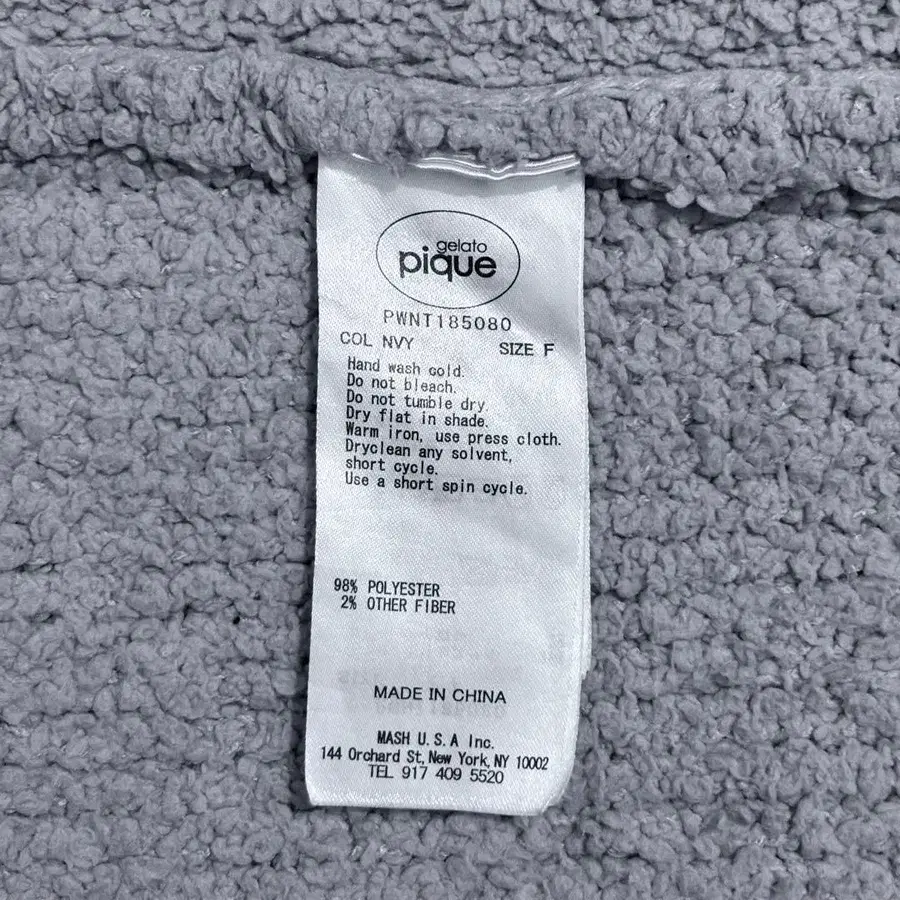 gelato
pique
PWNT185080
COL NVY SIZE F
Hand wash cold.
Do not bleach.
Do not tumble dry.
Dry flat in shade.
Warm iron, use press cloth.
Dryclean any solvent,
short cycle.
Use a short spin cycle.
98% POLYESTER
2% OTHER FIBER
MADE IN CHINA
MASH U.S.A Inc.
144 Orchard St, New York, NY 10002
TEL 917 409 5520